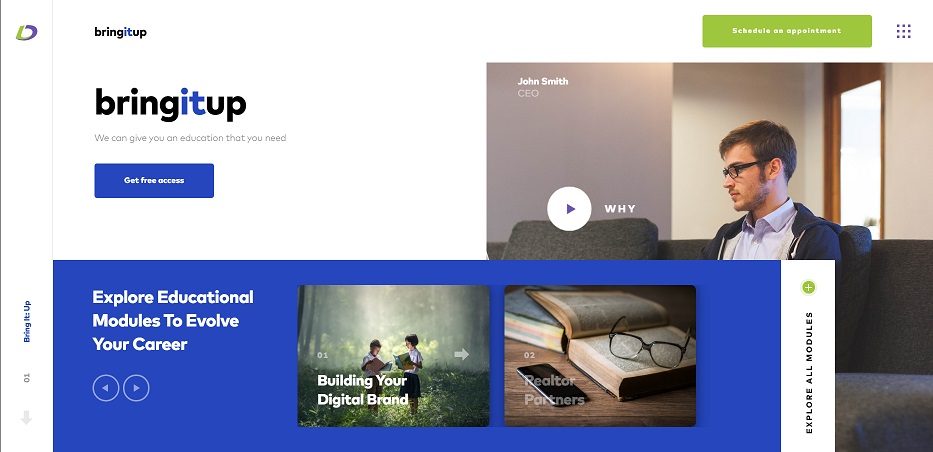 bringitup
Schedule an appointment
bringitup
We can give you an education that you need
Get free access
John Smith
CEO
WHY
Bring It: Up
01
Explore Educational
Modules To Evolve
Your Career
01
Building Your
Digital Brand
02
Realtor
Partners
EXPLORE ALL MODULES